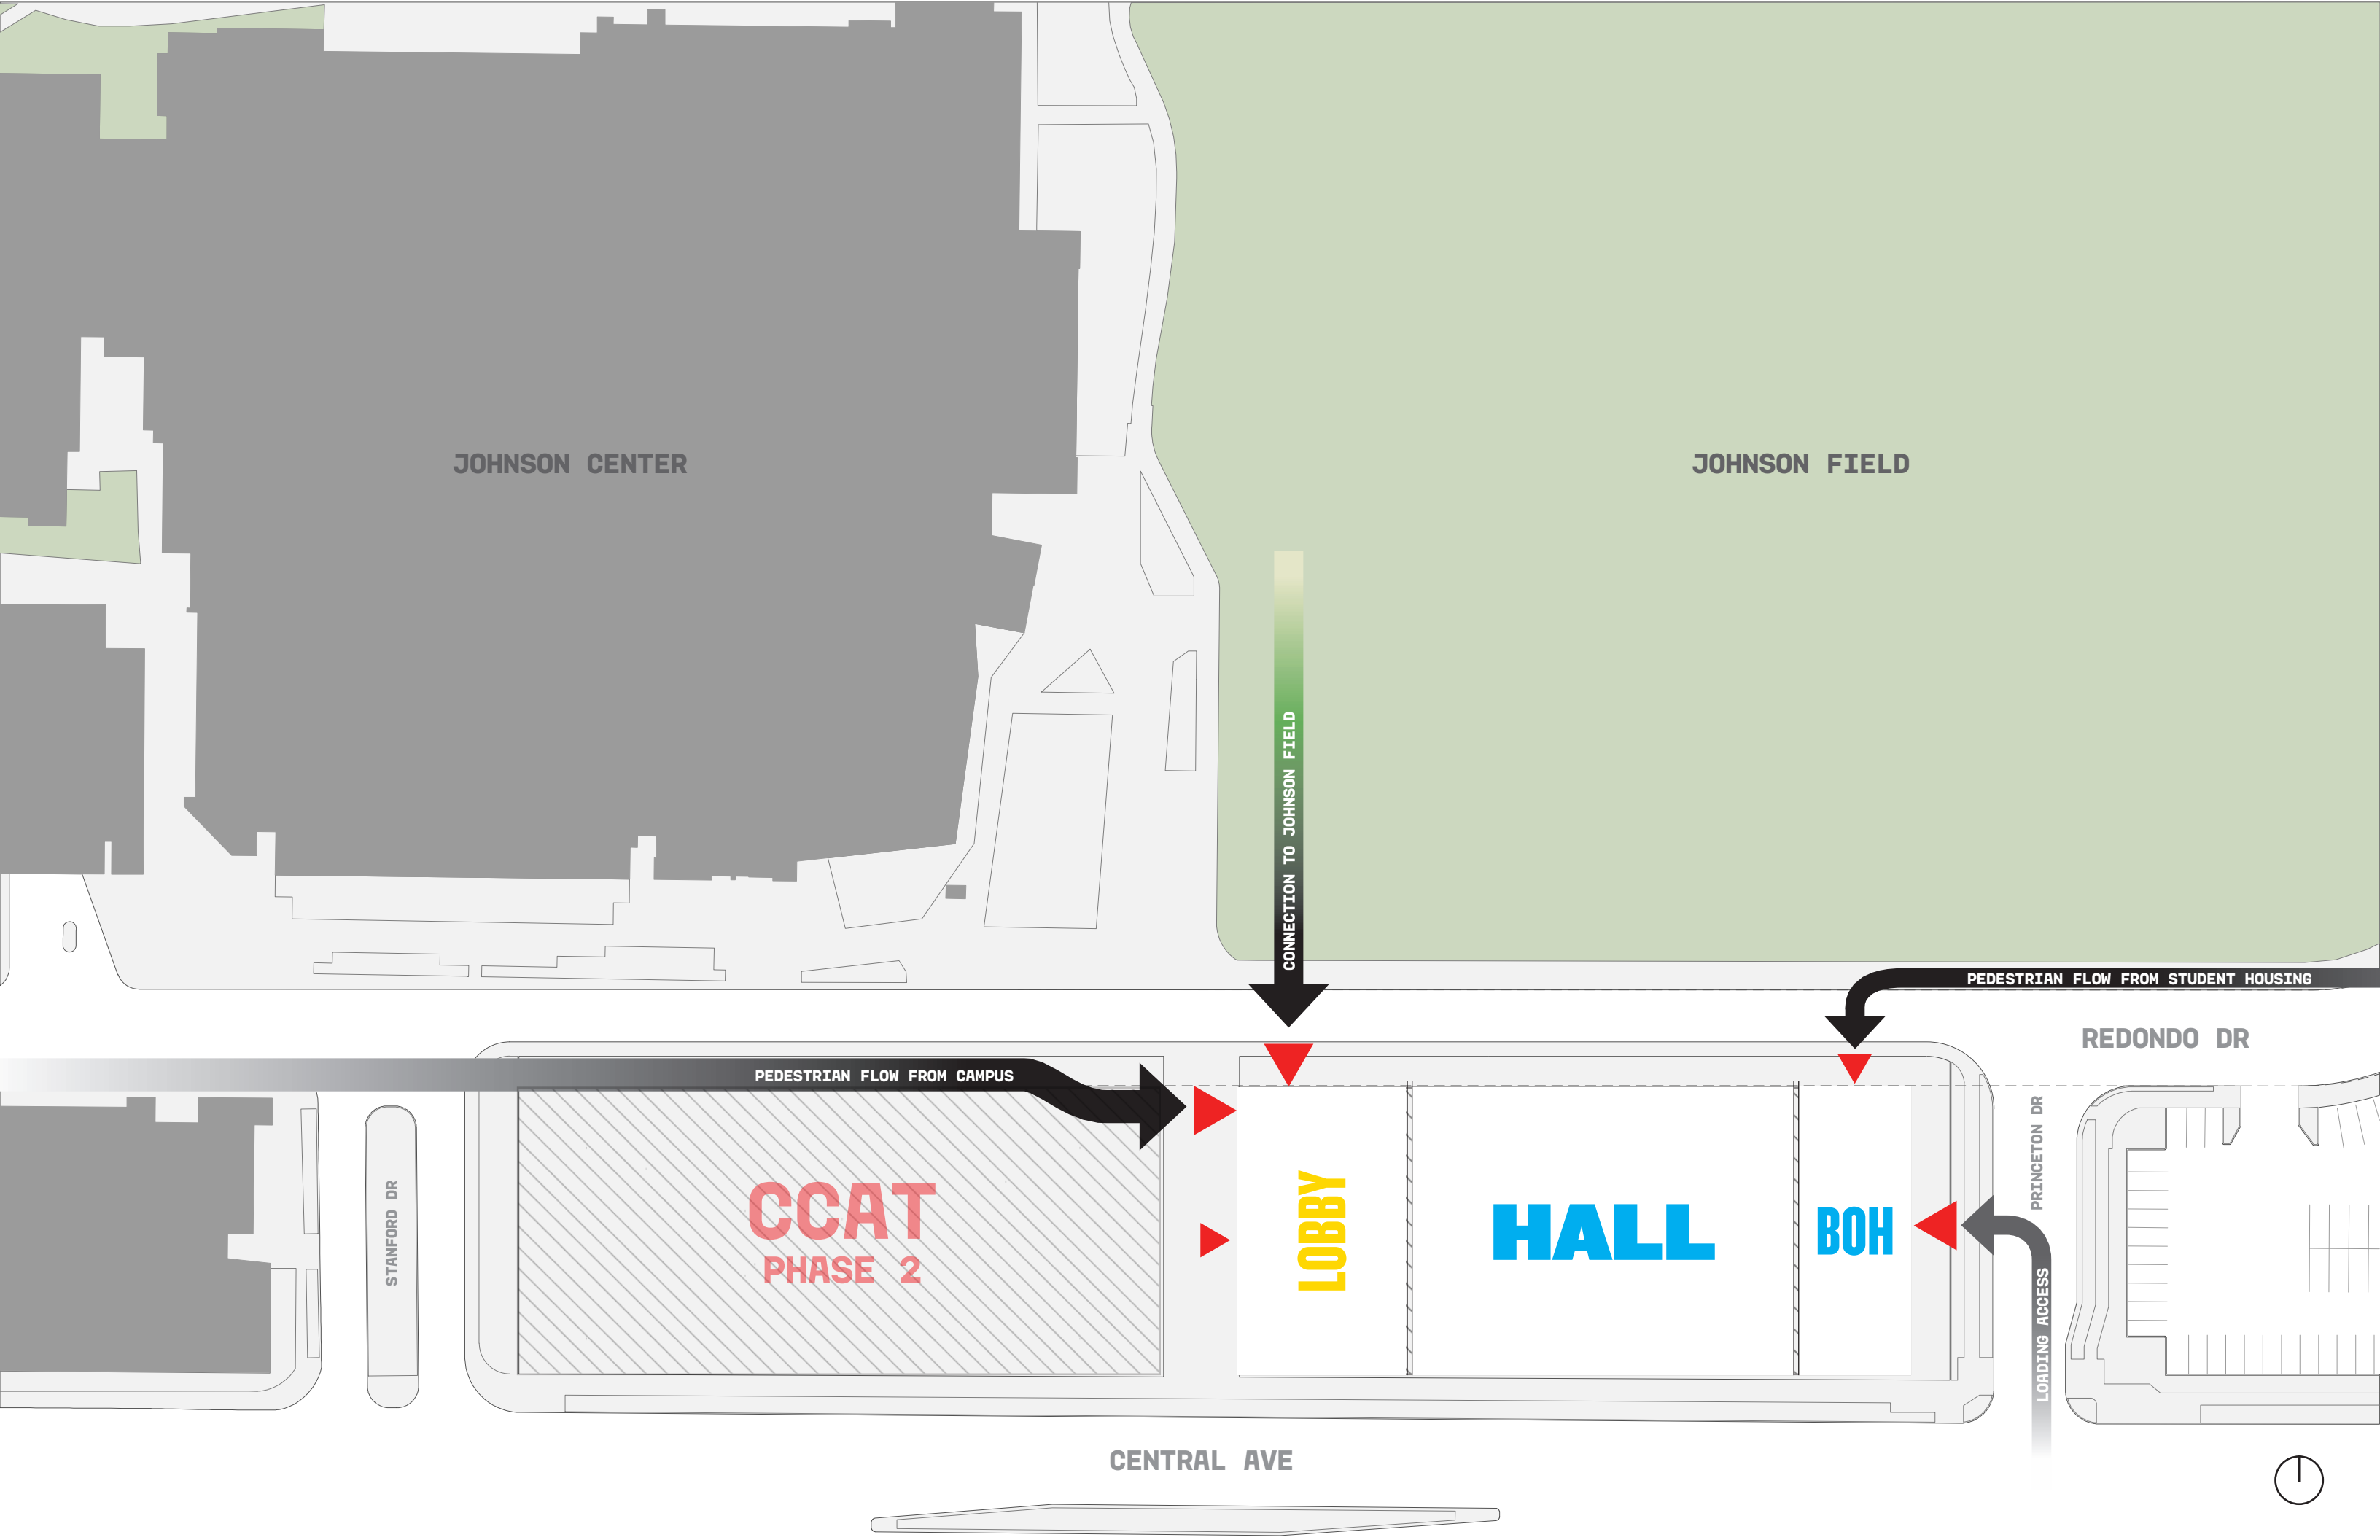 JOHNSON CENTER
JOHNSON FIELD
CONNECTION TO JOHNSON FIELD
PEDESTRIAN FLOW FROM STUDENT HOUSING
REDONDO DR
PEDESTRIAN FLOW FROM CAMPUS
PRINCETON DR
STANFORD DR
CCAT
PHASE 2
LOBBY
HALL
BOH
LOADING ACCESS
CENTRAL AVE